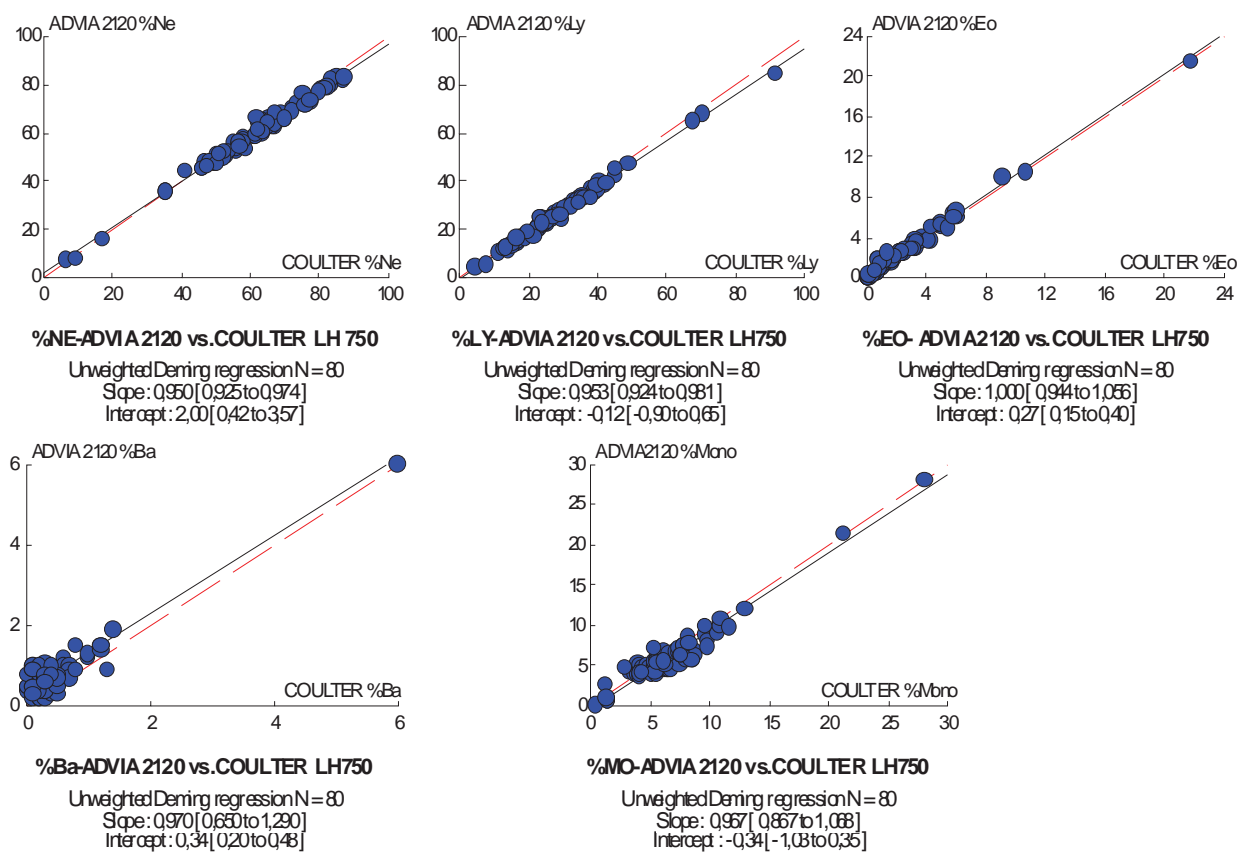 ADVIA 2120 %Ne
100
80
60
40
20
0
COULTER %Ne
0 20 40 60 80 100
%NE-ADVIA 2120 vs.COULTER LH 750
Unweighted Deming regression N = 80
Slope : 0,950 [ 0,925 to 0,974 ]
Intercept : 2,00 [ 0,42 to 3,57 ]
ADVIA 2120 %Ly
100
80
60
40
20
0
COULTER %Ly
0 20 40 60 80 100
%LY-ADVIA 2120 vs.COULTER LH750
Unweighted Deming regression N = 80
Slope : 0,953 [ 0,924 to 0,981 ]
Intercept : -0,12 [ -0,90 to 0,65 ]
ADVIA 2120 %Eo
24
20
16
12
8
4
0
COULTER %Eo
0 4 8 12 16 20 24
%EO- ADVIA 2120 vs.COULTER LH750
Unweighted Deming regression N = 80
Slope : 1,000 [ 0,944 to 1,056 ]
Intercept : 0,27 [ 0,15 to 0,40 ]
ADVIA 2120 %Ba
6
4
2
0
COULTER %Ba
0 2 4 6
%Ba-ADVIA 2120 vs.COULTER LH750
Unweighted Deming regression N = 80
Slope : 0,970 [ 0,650 to 1,290 ]
Intercept : 0,34 [ 0,20 to 0,48 ]
ADVIA2120 %Mono
30
25
20
15
10
5
0
COULTER %Mono
0 5 10 15 20 25 30
%MO-ADVIA 2120 vs.COULTER LH750
Unweighted Deming regression N = 80
Slope : 0,967 [ 0,867 to 1,068 ]
Intercept : -0,34 [ -1,03 to 0,35 ]